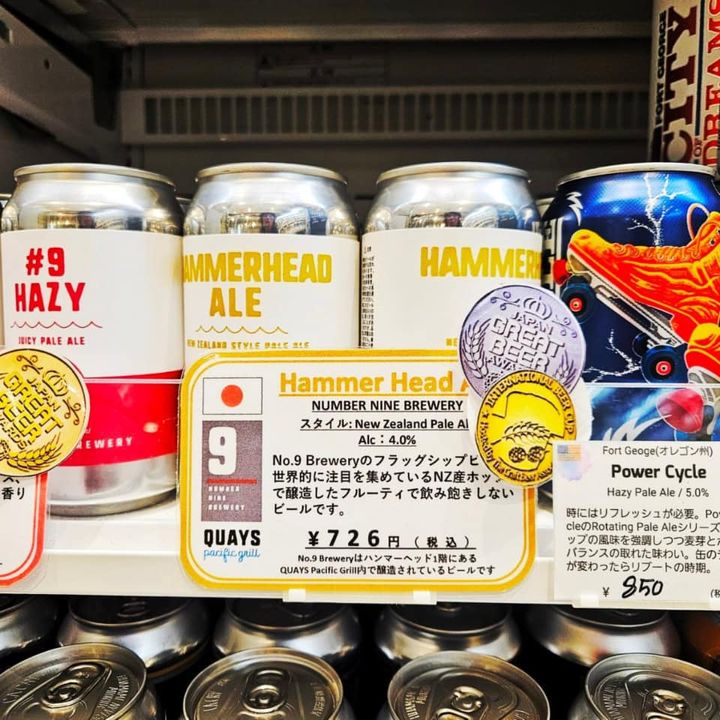 CITY
OF
DREAMS
FORT GEORGE
#9
HAZY
JUICY PALE ALE
BREWERY
AMMERHEAD
ALE
NEW ZEALAND STYLE PALE ALE
HAMMER
JAPAN
GREAT
BEER
AWARDS
JAPAN
GREAT
BEER
INTERNATIONAL BEER CUP
Hammer Head A
NUMBER NINE BREWERY
スタイル: New Zealand Pale Al
Alc：4.0%
9
NUMBER
NINE
BREWERY
No.9 Breweryのフラッグシップビ
世界的に注目を集めているNZ産ホッ
で醸造したフルーティで飲み飽きしない
ビールです。
QUAYS
pacific grill
￥726円（税込）
No.9 Breweryはハンマーヘッド1階にある
QUAYS Pacific Grill内で醸造されているビールです
香り
Fort Geoge(オレゴン州)
Power Cycle
Hazy Pale Ale / 5.0%
時にはリフレッシュが必要。Pow
cleのRotating Pale Aleシリーズ
ップの風味を強調しつつ麦芽とホ
バランスの取れた味わい。缶のデ
が変わったらリブートの時期。
￥ 850